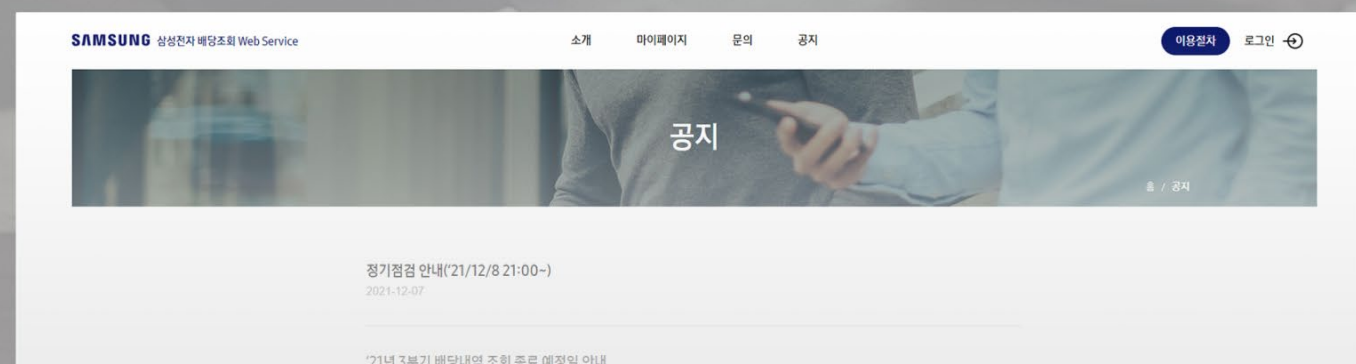 SAMSUNG 삼성전자 배당조회 Web Service
소개 마이페이지 문의 공지
이용절차 로그인
공지
홈 / 공지
정기점검 안내('21/12/8 21:00~)
2021-12-07
'21년 3분기 배당내역 조회 종료 예정일 안내